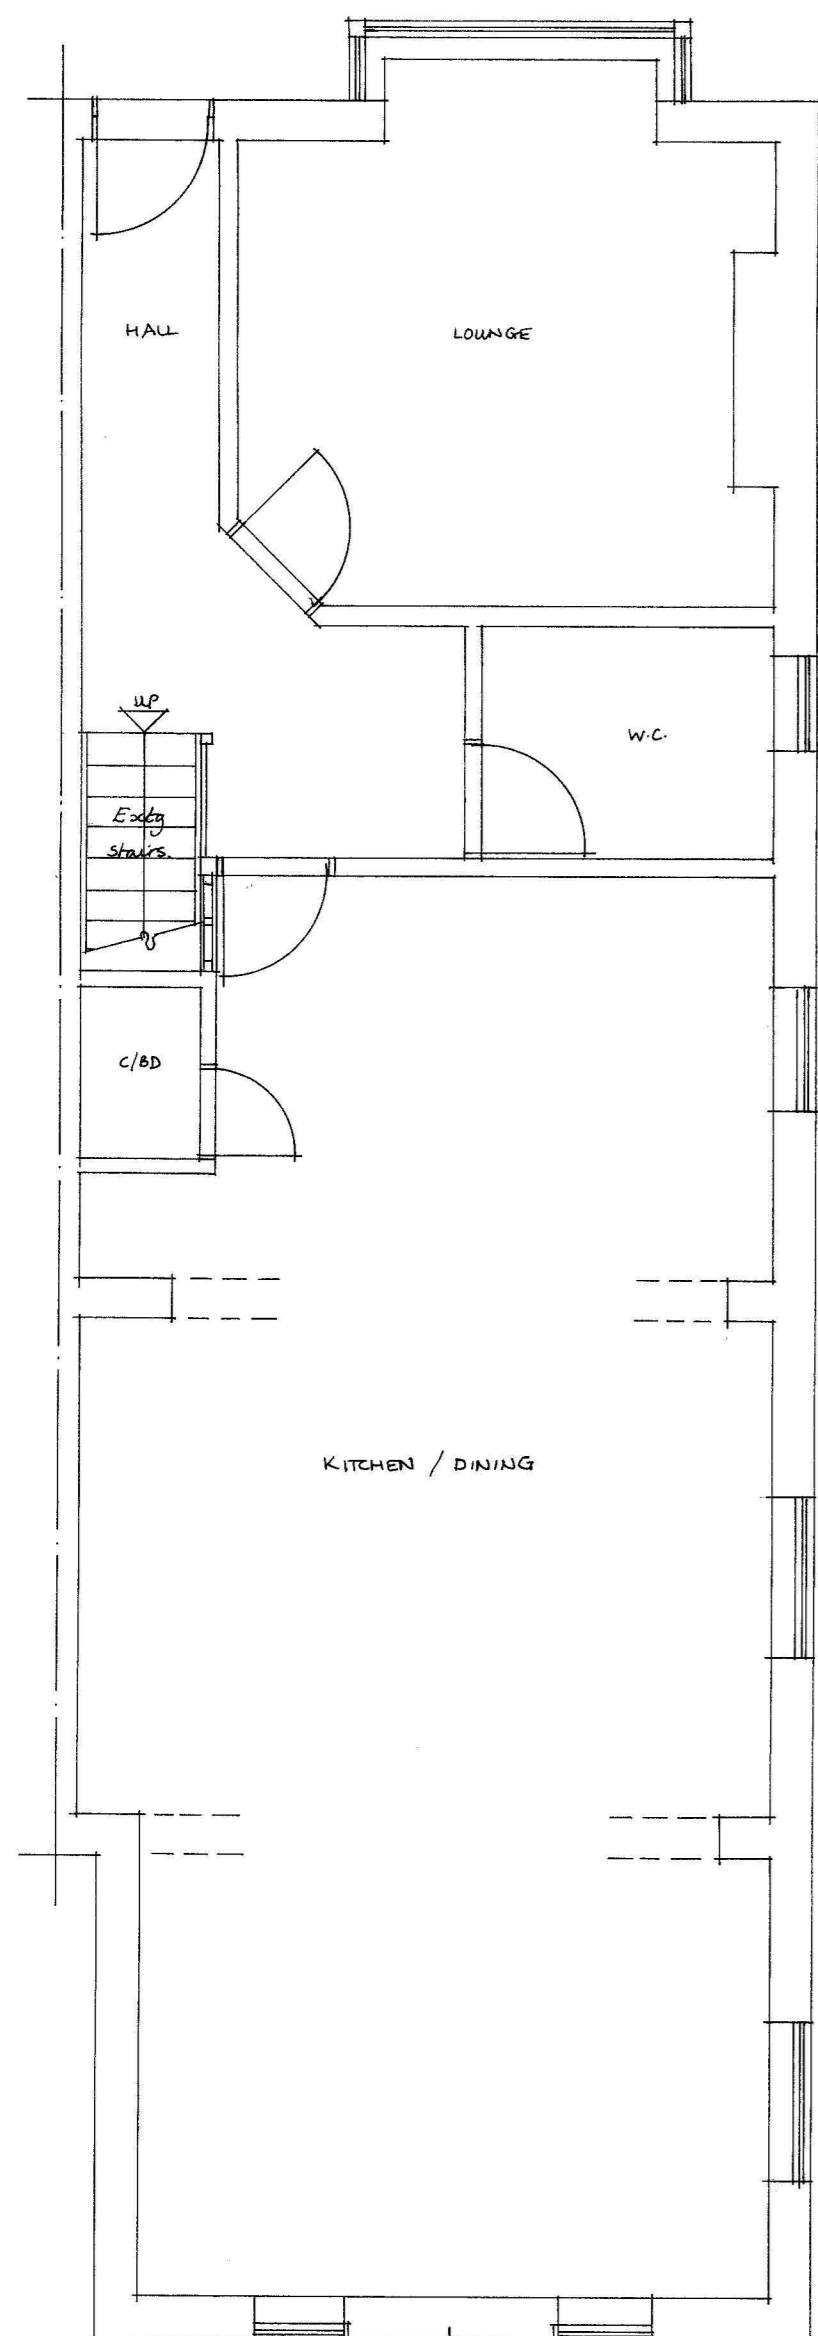 HALL
LOUNGE
UP
W.C.
Exstg
stairs.
C/BD
KITCHEN / DINING